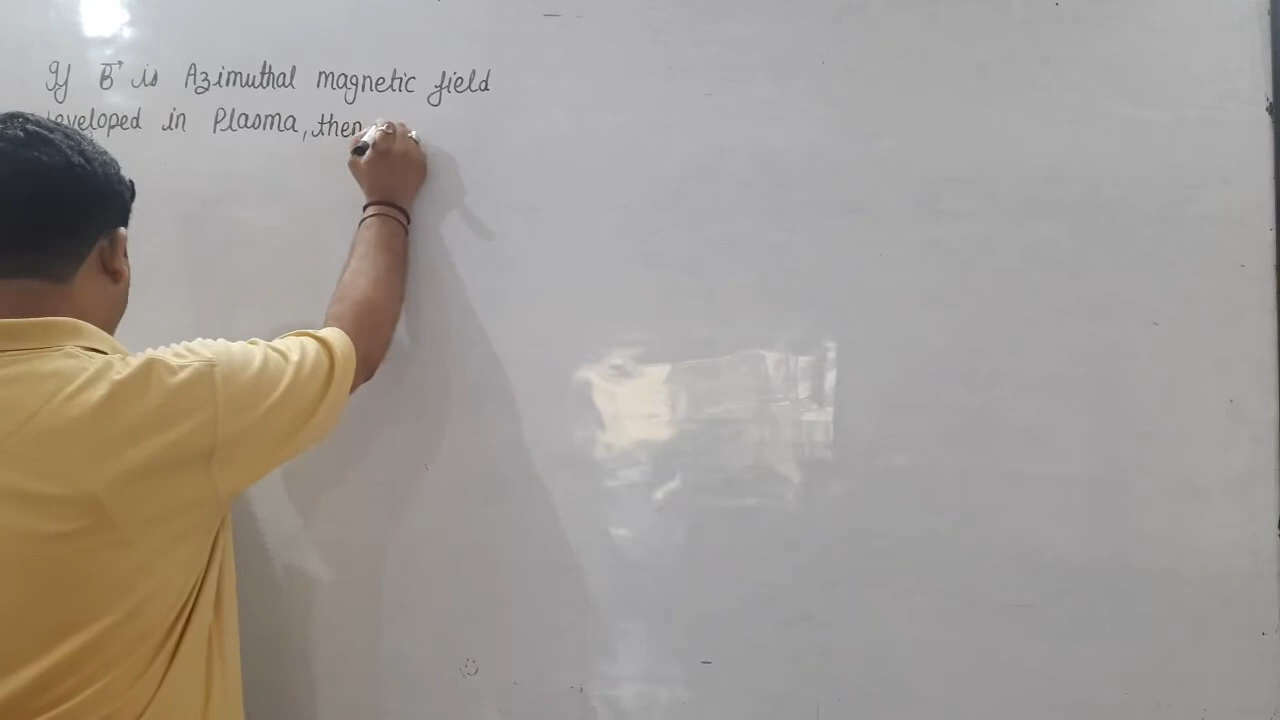 If B⃗ is Azimuthal magnetic field
developed in Plasma, then